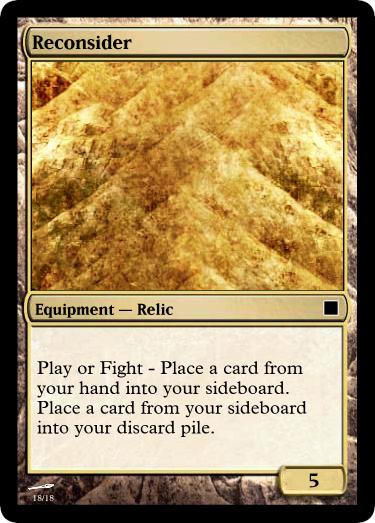 Reconsider
Equipment — Relic
Play or Fight - Place a card from
your hand into your sideboard.
Place a card from your sideboard
into your discard pile.
5
18/18